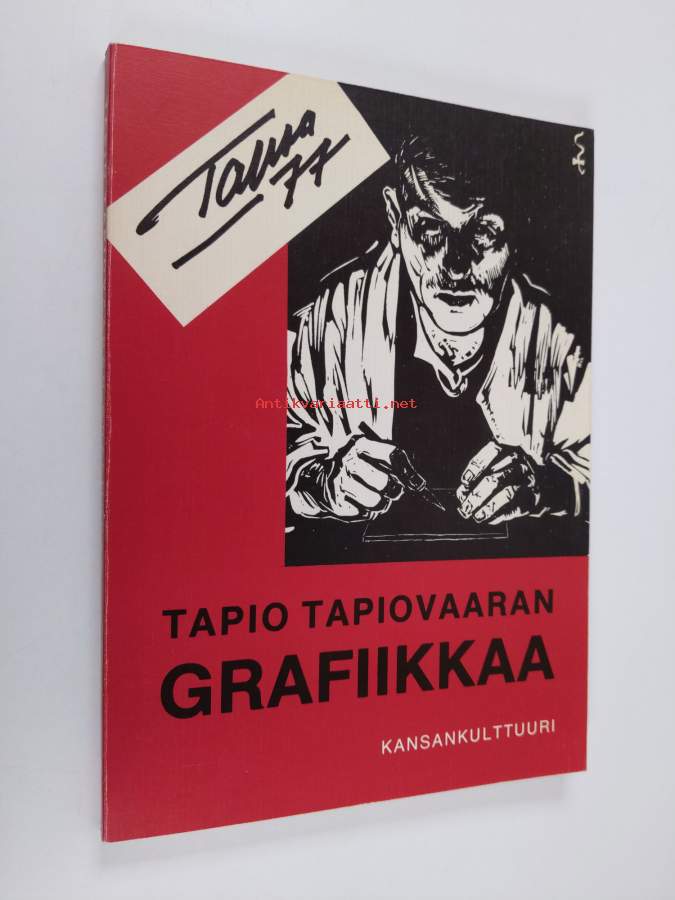 Tapsa
77
Antikvariaatti.net
TAPIO TAPIOVAARAN
GRAFIIKKAA
KANSANKULTTUURI